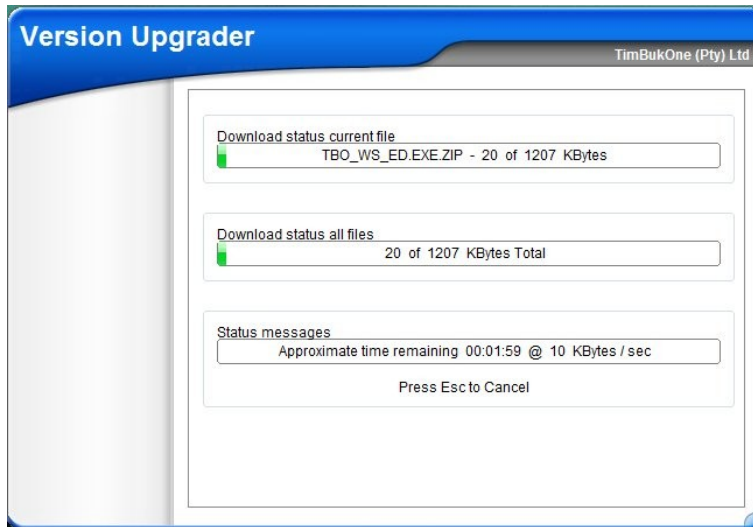 Version Upgrader
TimBukOne (Pty) Ltd
Download status current file
TBO_WS_ED.EXE.ZIP - 20 of 1207 KBytes
Download status all files
20 of 1207 KBytes Total
Status messages
Approximate time remaining 00:01:59 @ 10 KBytes / sec
Press Esc to Cancel